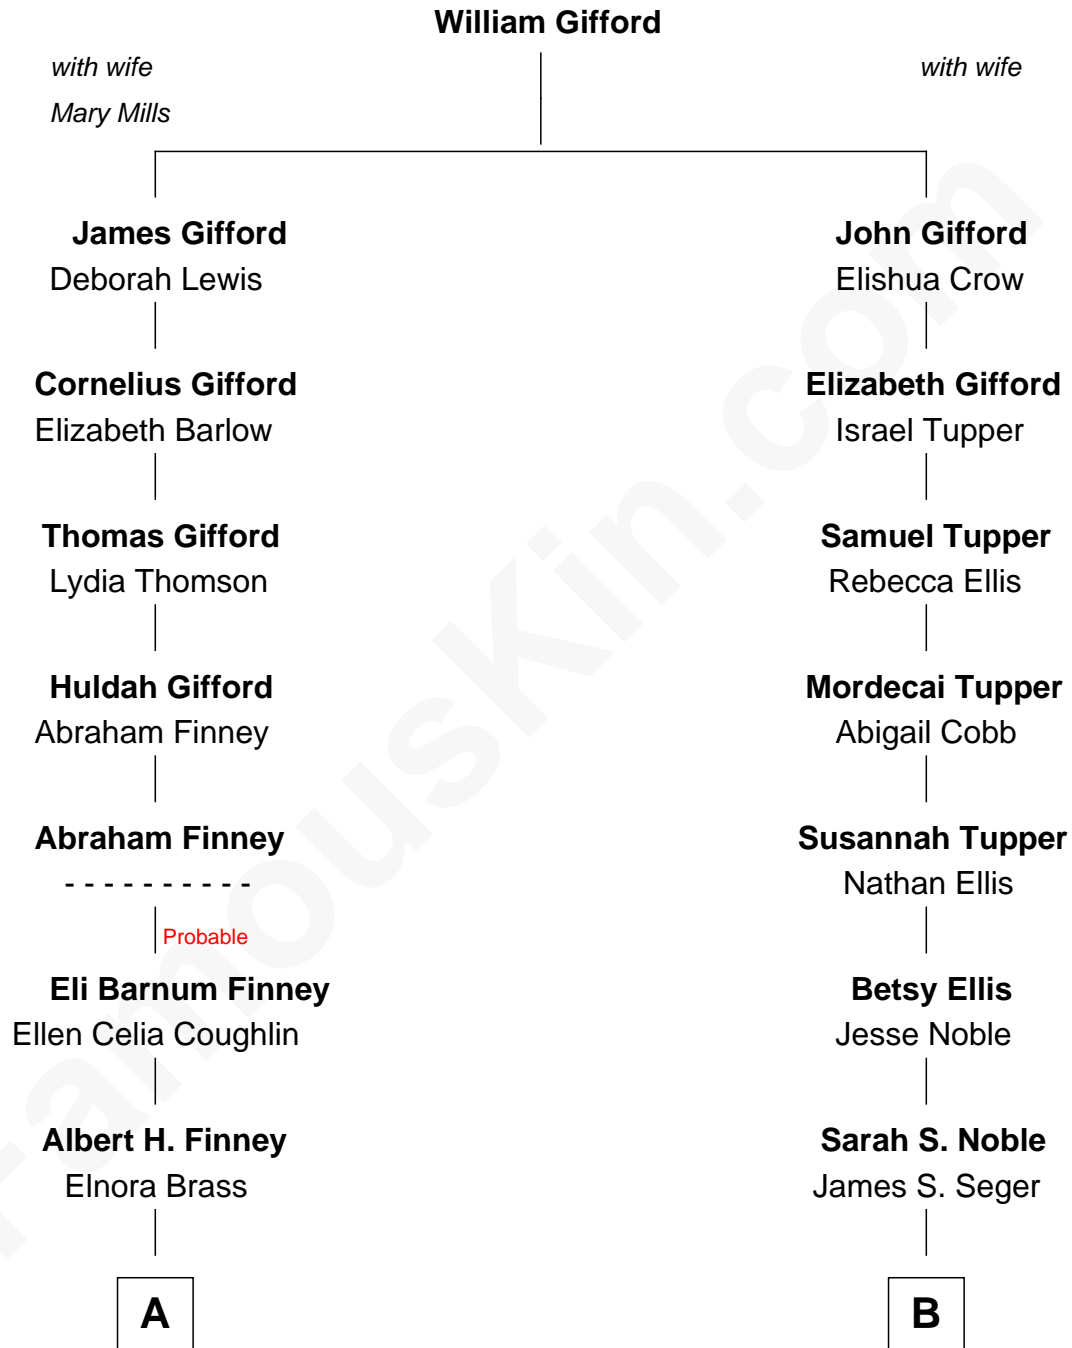 William Gifford
with wife
with wife
Mary Mills
James Gifford
John Gifford
Deborah Lewis
Elishua Crow
Cornelius Gifford
Elizabeth Gifford
Elizabeth Barlow
Israel Tupper
Thomas Gifford
Samuel Tupper
Lydia Thomson
Rebecca Ellis
Huldah Gifford
Mordecai Tupper
Abraham Finney
Abigail Cobb
Abraham Finney
Susannah Tupper
- - - - - - - - - -
Nathan Ellis
Probable
Eli Barnum Finney
Betsy Ellis
Ellen Celia Coughlin
Jesse Noble
Albert H. Finney
Sarah S. Noble
Elnora Brass
James S. Seger
A
B
FamousKin.com